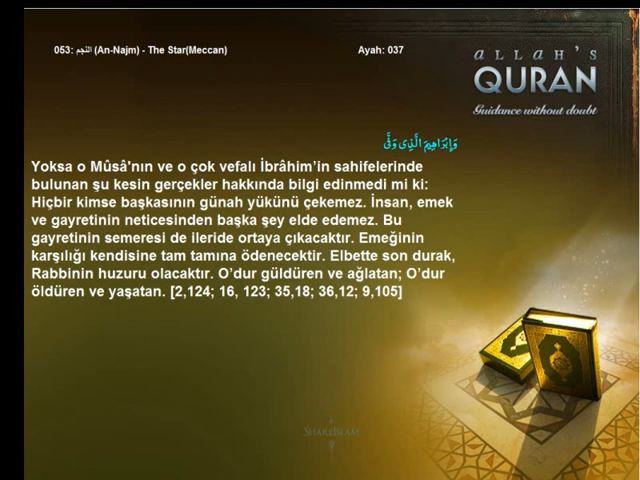 053: النّجم (An-Najm) - The Star(Meccan) Ayah: 037
ALLAH'S
QURAN
Guidance without doubt
وَإِبْرَاهِيمَ الَّذِي وَفَّى
Yoksa o Mûsâ'nın ve o çok vefalı İbrâhim’in sahifelerinde
bulunan şu kesin gerçekler hakkında bilgi edinmedi mi ki:
Hiçbir kimse başkasının günah yükünü çekemez. İnsan, emek
ve gayretinin neticesinden başka şey elde edemez. Bu
gayretinin semeresi de ileride ortaya çıkacaktır. Emeğinin
karşılığı kendisine tam tamına ödenecektir. Elbette son durak,
Rabbinin huzuru olacaktır. O’dur güldüren ve ağlatan; O’dur
öldüren ve yaşatan. [2,124; 16, 123; 35,18; 36,12; 9,105]
SHAREISLAM